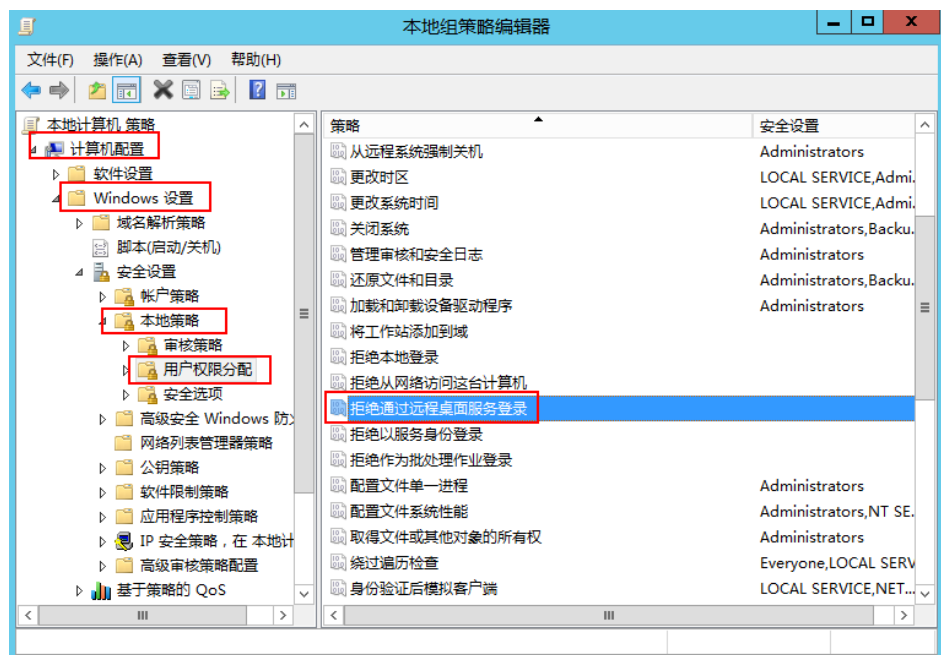 本地组策略编辑器
文件(F) 操作(A) 查看(V) 帮助(H)
本地计算机 策略
计算机配置
软件设置
Windows 设置
域名解析策略
脚本(启动/关机)
安全设置
帐户策略
本地策略
审核策略
用户权限分配
安全选项
高级安全 Windows 防
网络列表管理器策略
公钥策略
软件限制策略
应用程序控制策略
IP 安全策略，在 本地计
高级审核策略配置
基于策略的 QoS
策略 安全设置
从远程系统强制关机 Administrators
更改时区 LOCAL SERVICE,Admi.
更改系统时间 LOCAL SERVICE,Admi.
关闭系统 Administrators,Backu.
管理审核和安全日志 Administrators
还原文件和目录 Administrators,Backu.
加载和卸载设备驱动程序 Administrators
将工作站添加到域
拒绝本地登录
拒绝从网络访问这台计算机
拒绝通过远程桌面服务登录
拒绝以服务身份登录
拒绝作为批处理作业登录
配置文件单一进程 Administrators
配置文件系统性能 Administrators,NT SE.
取得文件或其他对象的所有权 Administrators
绕过遍历检查 Everyone,LOCAL SERV
身份验证后模拟客户端 LOCAL SERVICE,NET...